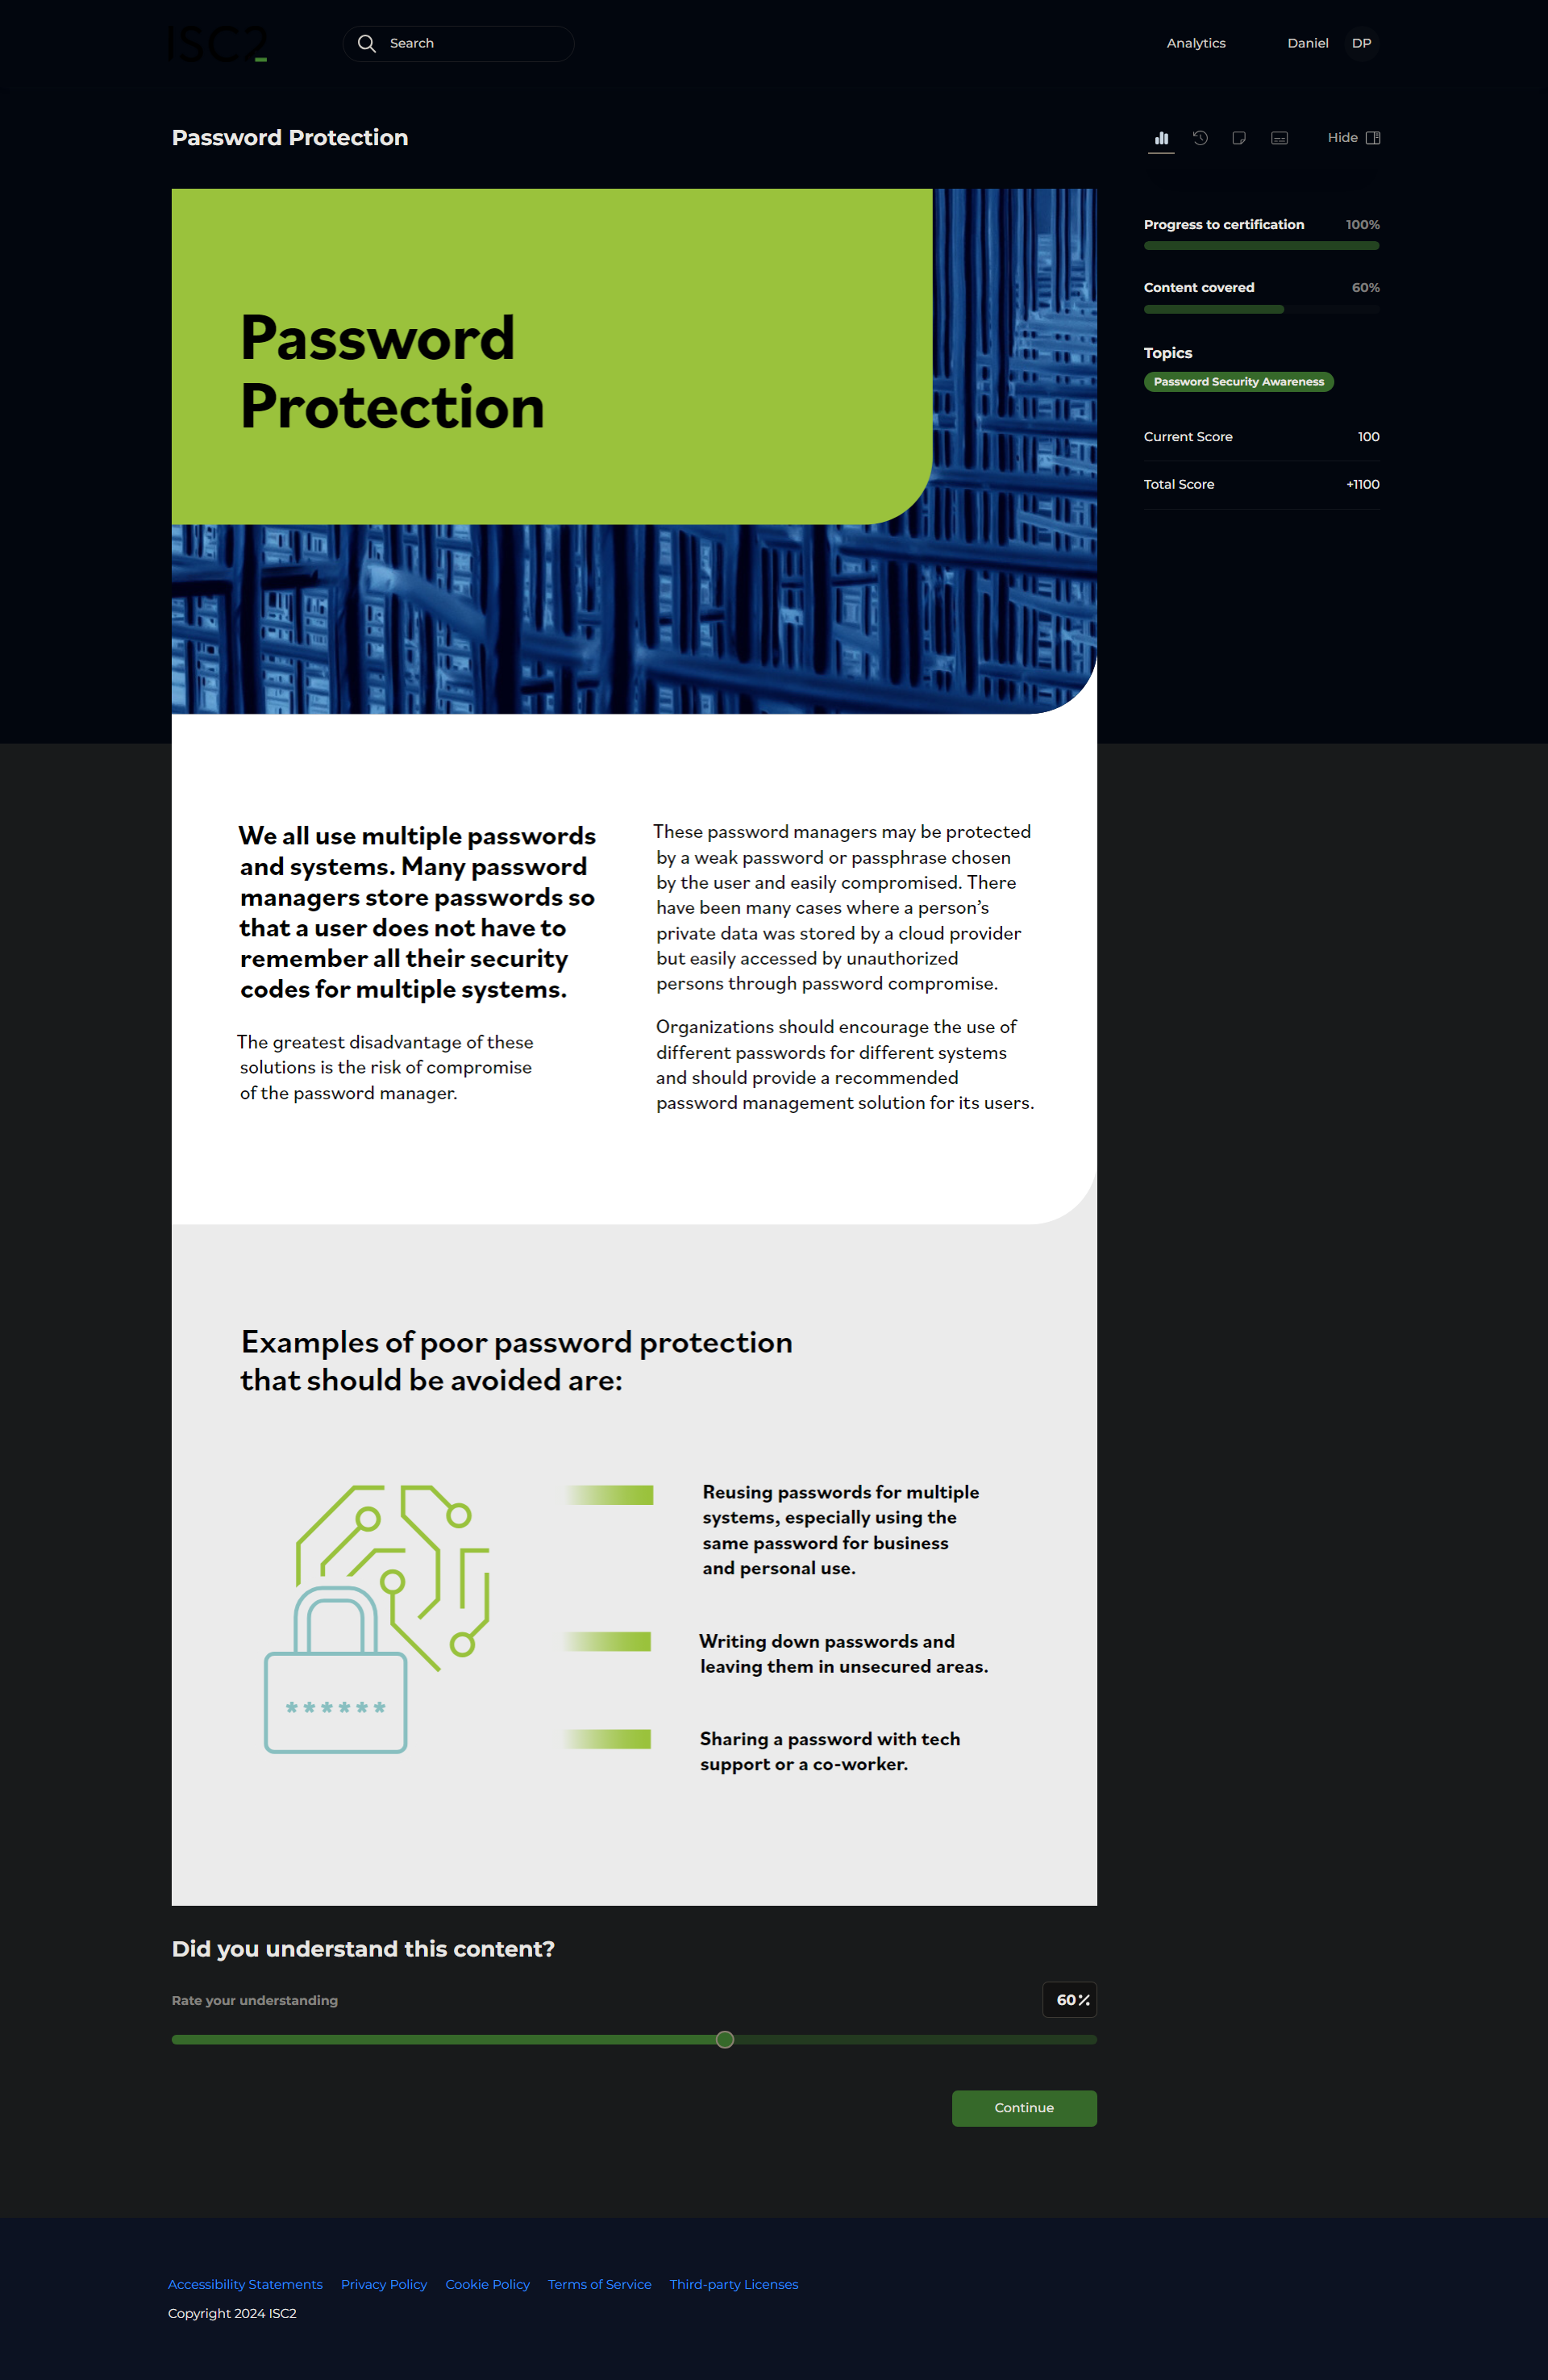 ISC2
Search
Analytics
Daniel
DP
Password Protection
Hide
Password
Protection
We all use multiple passwords
and systems. Many password
managers store passwords so
that a user does not have to
remember all their security
codes for multiple systems.
The greatest disadvantage of these
solutions is the risk of compromise
of the password manager.
These password managers may be protected
by a weak password or passphrase chosen
by the user and easily compromised. There
have been many cases where a person’s
private data was stored by a cloud provider
but easily accessed by unauthorized
persons through password compromise.
Organizations should encourage the use of
different passwords for different systems
and should provide a recommended
password management solution for its users.
Examples of poor password protection
that should be avoided are:
Reusing passwords for multiple
systems, especially using the
same password for business
and personal use.
Writing down passwords and
leaving them in unsecured areas.
Sharing a password with tech
support or a co-worker.
******
Progress to certification 100%
Content covered 60%
Topics
Password Security Awareness
Current Score 100
Total Score +1100
Did you understand this content?
Rate your understanding
60%
Continue
Accessibility Statements Privacy Policy Cookie Policy Terms of Service Third-party Licenses
Copyright 2024 ISC2